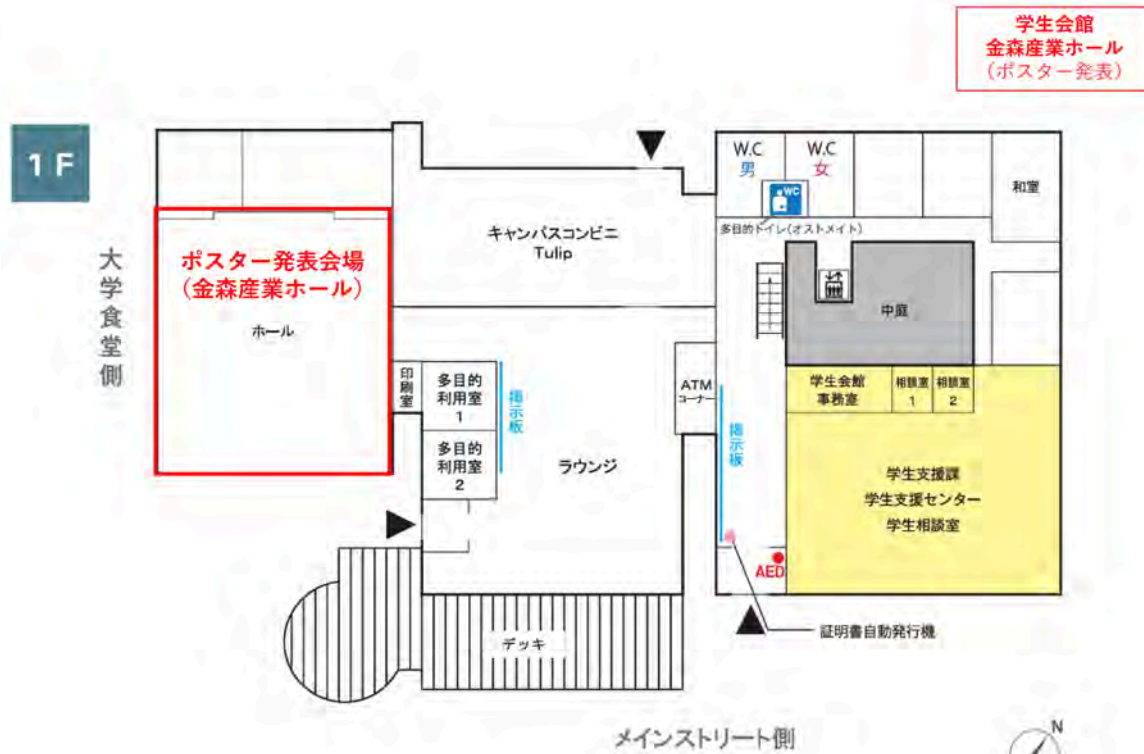 学生会館
金森産業ホール
（ポスター発表）
1F
W.C
男
W.C
女
WC
和室
多目的トイレ(オストメイト)
キャンパスコンビニ
Tulip
大学食堂側
ポスター発表会場
（金森産業ホール）
ホール
中庭
印刷室
多目的
利用室
1
掲示板
ATM
コーナー
学生会館
事務室
相談室
1
相談室
2
掲示板
多目的
利用室
2
ラウンジ
学生支援課
学生支援センター
学生相談室
AED
証明書自動発行機
デッキ
メインストリート側
N